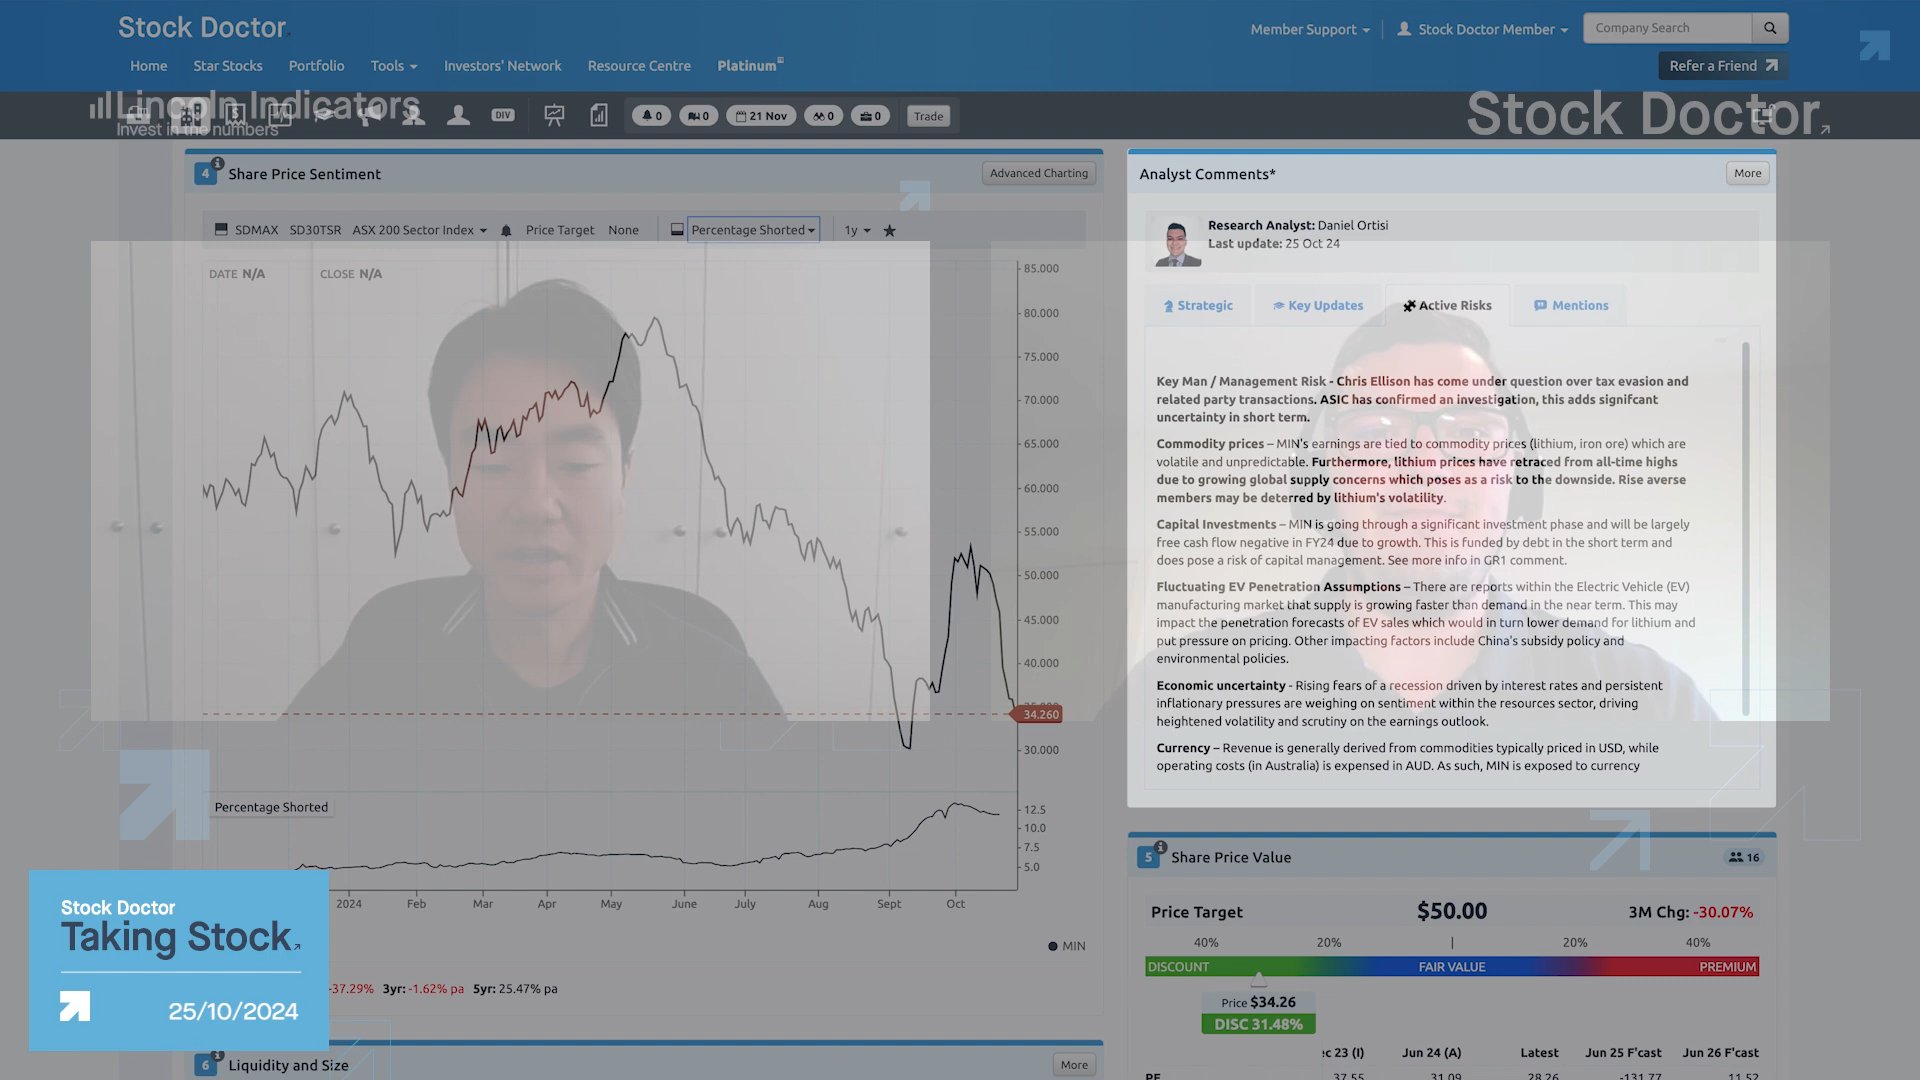 Stock Doctor
Member Support
Stock Doctor Member
Company Search
Home
Star Stocks
Portfolio
Tools
Investors' Network
Resource Centre
Platinum
Refer a Friend
Lincoln Indicators
Invest in the numbers
DIV
0
0
21 Nov
0
0
Trade
Stock Doctor
4
Share Price Sentiment
Advanced Charting
SDMAX
SD30TSR
ASX 200 Sector Index
Price Target
None
Percentage Shorted
1y
DATE N/A
CLOSE N/A
85.000
80.000
75.000
70.000
65.000
60.000
55.000
50.000
45.000
40.000
34.260
30.000
Percentage Shorted
12.5
10.0
7.5
5.0
2024
Feb
Mar
Apr
May
June
July
Aug
Sept
Oct
MIN
-37.29% 3yr: -1.62% pa 5yr: 25.47% pa
6
Liquidity and Size
More
Stock Doctor
Taking Stock
25/10/2024
Analyst Comments*
More
Research Analyst: Daniel Ortisi
Last update: 25 Oct 24
Strategic
Key Updates
Active Risks
Mentions
Key Man / Management Risk - Chris Ellison has come under question over tax evasion and
related party transactions. ASIC has confirmed an investigation, this adds signifcant
uncertainty in short term.
Commodity prices – MIN's earnings are tied to commodity prices (lithium, iron ore) which are
volatile and unpredictable. Furthermore, lithium prices have retraced from all-time highs
due to growing global supply concerns which poses as a risk to the downside. Rise averse
members may be deterred by lithium's volatility.
Capital Investments – MIN is going through a significant investment phase and will be largely
free cash flow negative in FY24 due to growth. This is funded by debt in the short term and
does pose a risk of capital management. See more info in GR1 comment.
Fluctuating EV Penetration Assumptions – There are reports within the Electric Vehicle (EV)
manufacturing market that supply is growing faster than demand in the near term. This may
impact the penetration forecasts of EV sales which would in turn lower demand for lithium and
put pressure on pricing. Other impacting factors include China's subsidy policy and
environmental policies.
Economic uncertainty - Rising fears of a recession driven by interest rates and persistent
inflationary pressures are weighing on sentiment within the resources sector, driving
heightened volatility and scrutiny on the earnings outlook.
Currency – Revenue is generally derived from commodities typically priced in USD, while
operating costs (in Australia) is expensed in AUD. As such, MIN is exposed to currency
5
Share Price Value
16
Price Target
$50.00
3M Chg: -30.07%
40%
20%
20%
40%
DISCOUNT
FAIR VALUE
PREMIUM
Price $34.26
DISC 31.48%
ec 23 (I)
Jun 24 (A)
Latest
Jun 25 F'cast
Jun 26 F'cast
PE
37.55
31.09
28.26
-131.77
11.52